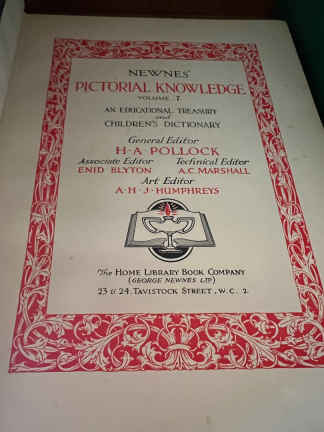 NEWNES'
PICTORIAL KNOWLEDGE
VOLUME 7
AN EDUCATIONAL TREASURY
and
CHILDREN'S DICTIONARY
General Editor
H·A·POLLOCK
Associate Editor Technical Editor
ENID BLYTON A.C. MARSHALL
Art Editor
A·H·J·HUMPHREYS
The HOME LIBRARY BOOK COMPANY
(GEORGE NEWNES LTD)
23 & 24 TAVISTOCK STREET, W.C. 2